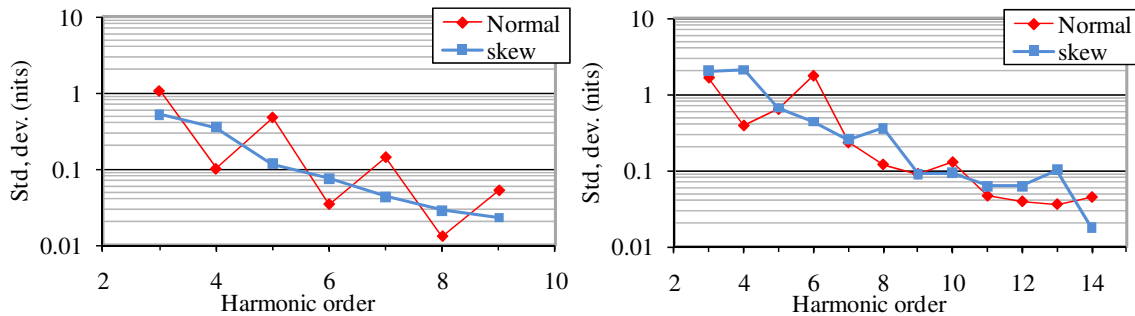 10
1
0.1
0.01
Std, dev. (nits)
2 4 6 8 10
Harmonic order
Normal
skew
10
1
0.1
0.01
Std, dev. (nits)
2 4 6 8 10 12 14
Harmonic order
Normal
skew